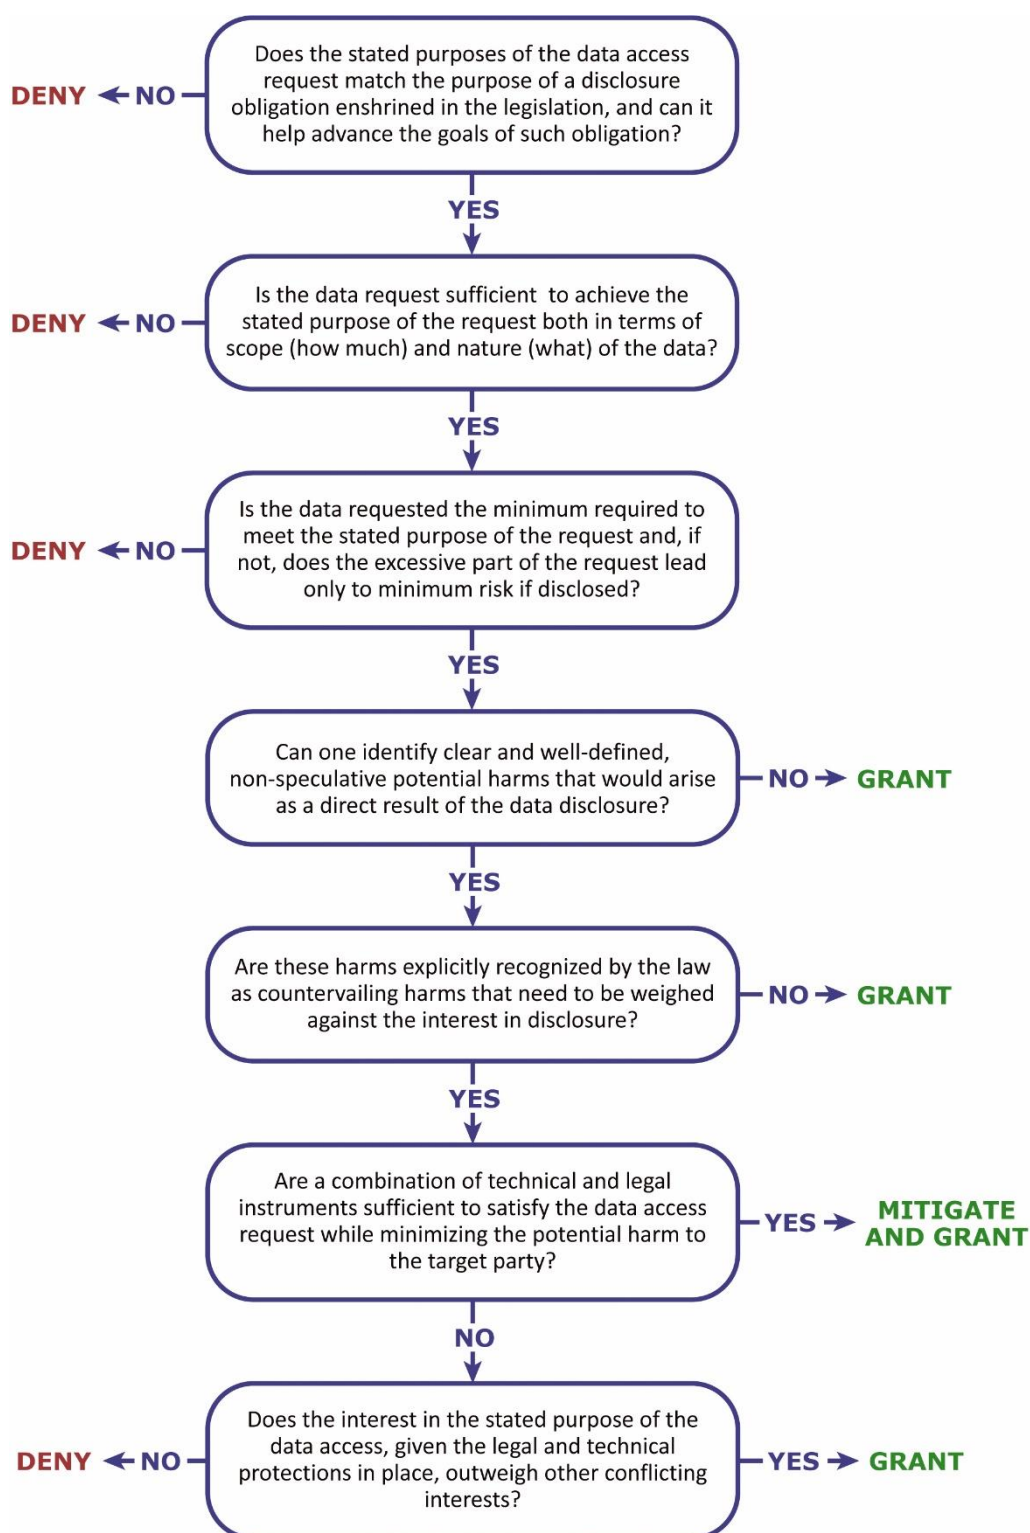 Does the stated purposes of the data access
request match the purpose of a disclosure
obligation enshrined in the legislation, and can it
help advance the goals of such obligation?
DENY NO
YES
Is the data request sufficient to achieve the
stated purpose of the request both in terms of
scope (how much) and nature (what) of the data?
DENY NO
YES
Is the data requested the minimum required to
meet the stated purpose of the request and, if
not, does the excessive part of the request lead
only to minimum risk if disclosed?
DENY NO
YES
Can one identify clear and well-defined,
non-speculative potential harms that would arise
as a direct result of the data disclosure?
NO GRANT
YES
Are these harms explicitly recognized by the law
as countervailing harms that need to be weighed
against the interest in disclosure?
NO GRANT
YES
Are a combination of technical and legal
instruments sufficient to satisfy the data access
request while minimizing the potential harm to
the target party?
YES
MITIGATE
AND GRANT
NO
Does the interest in the stated purpose of the
data access, given the legal and technical
protections in place, outweigh other conflicting
interests?
DENY NO
YES GRANT